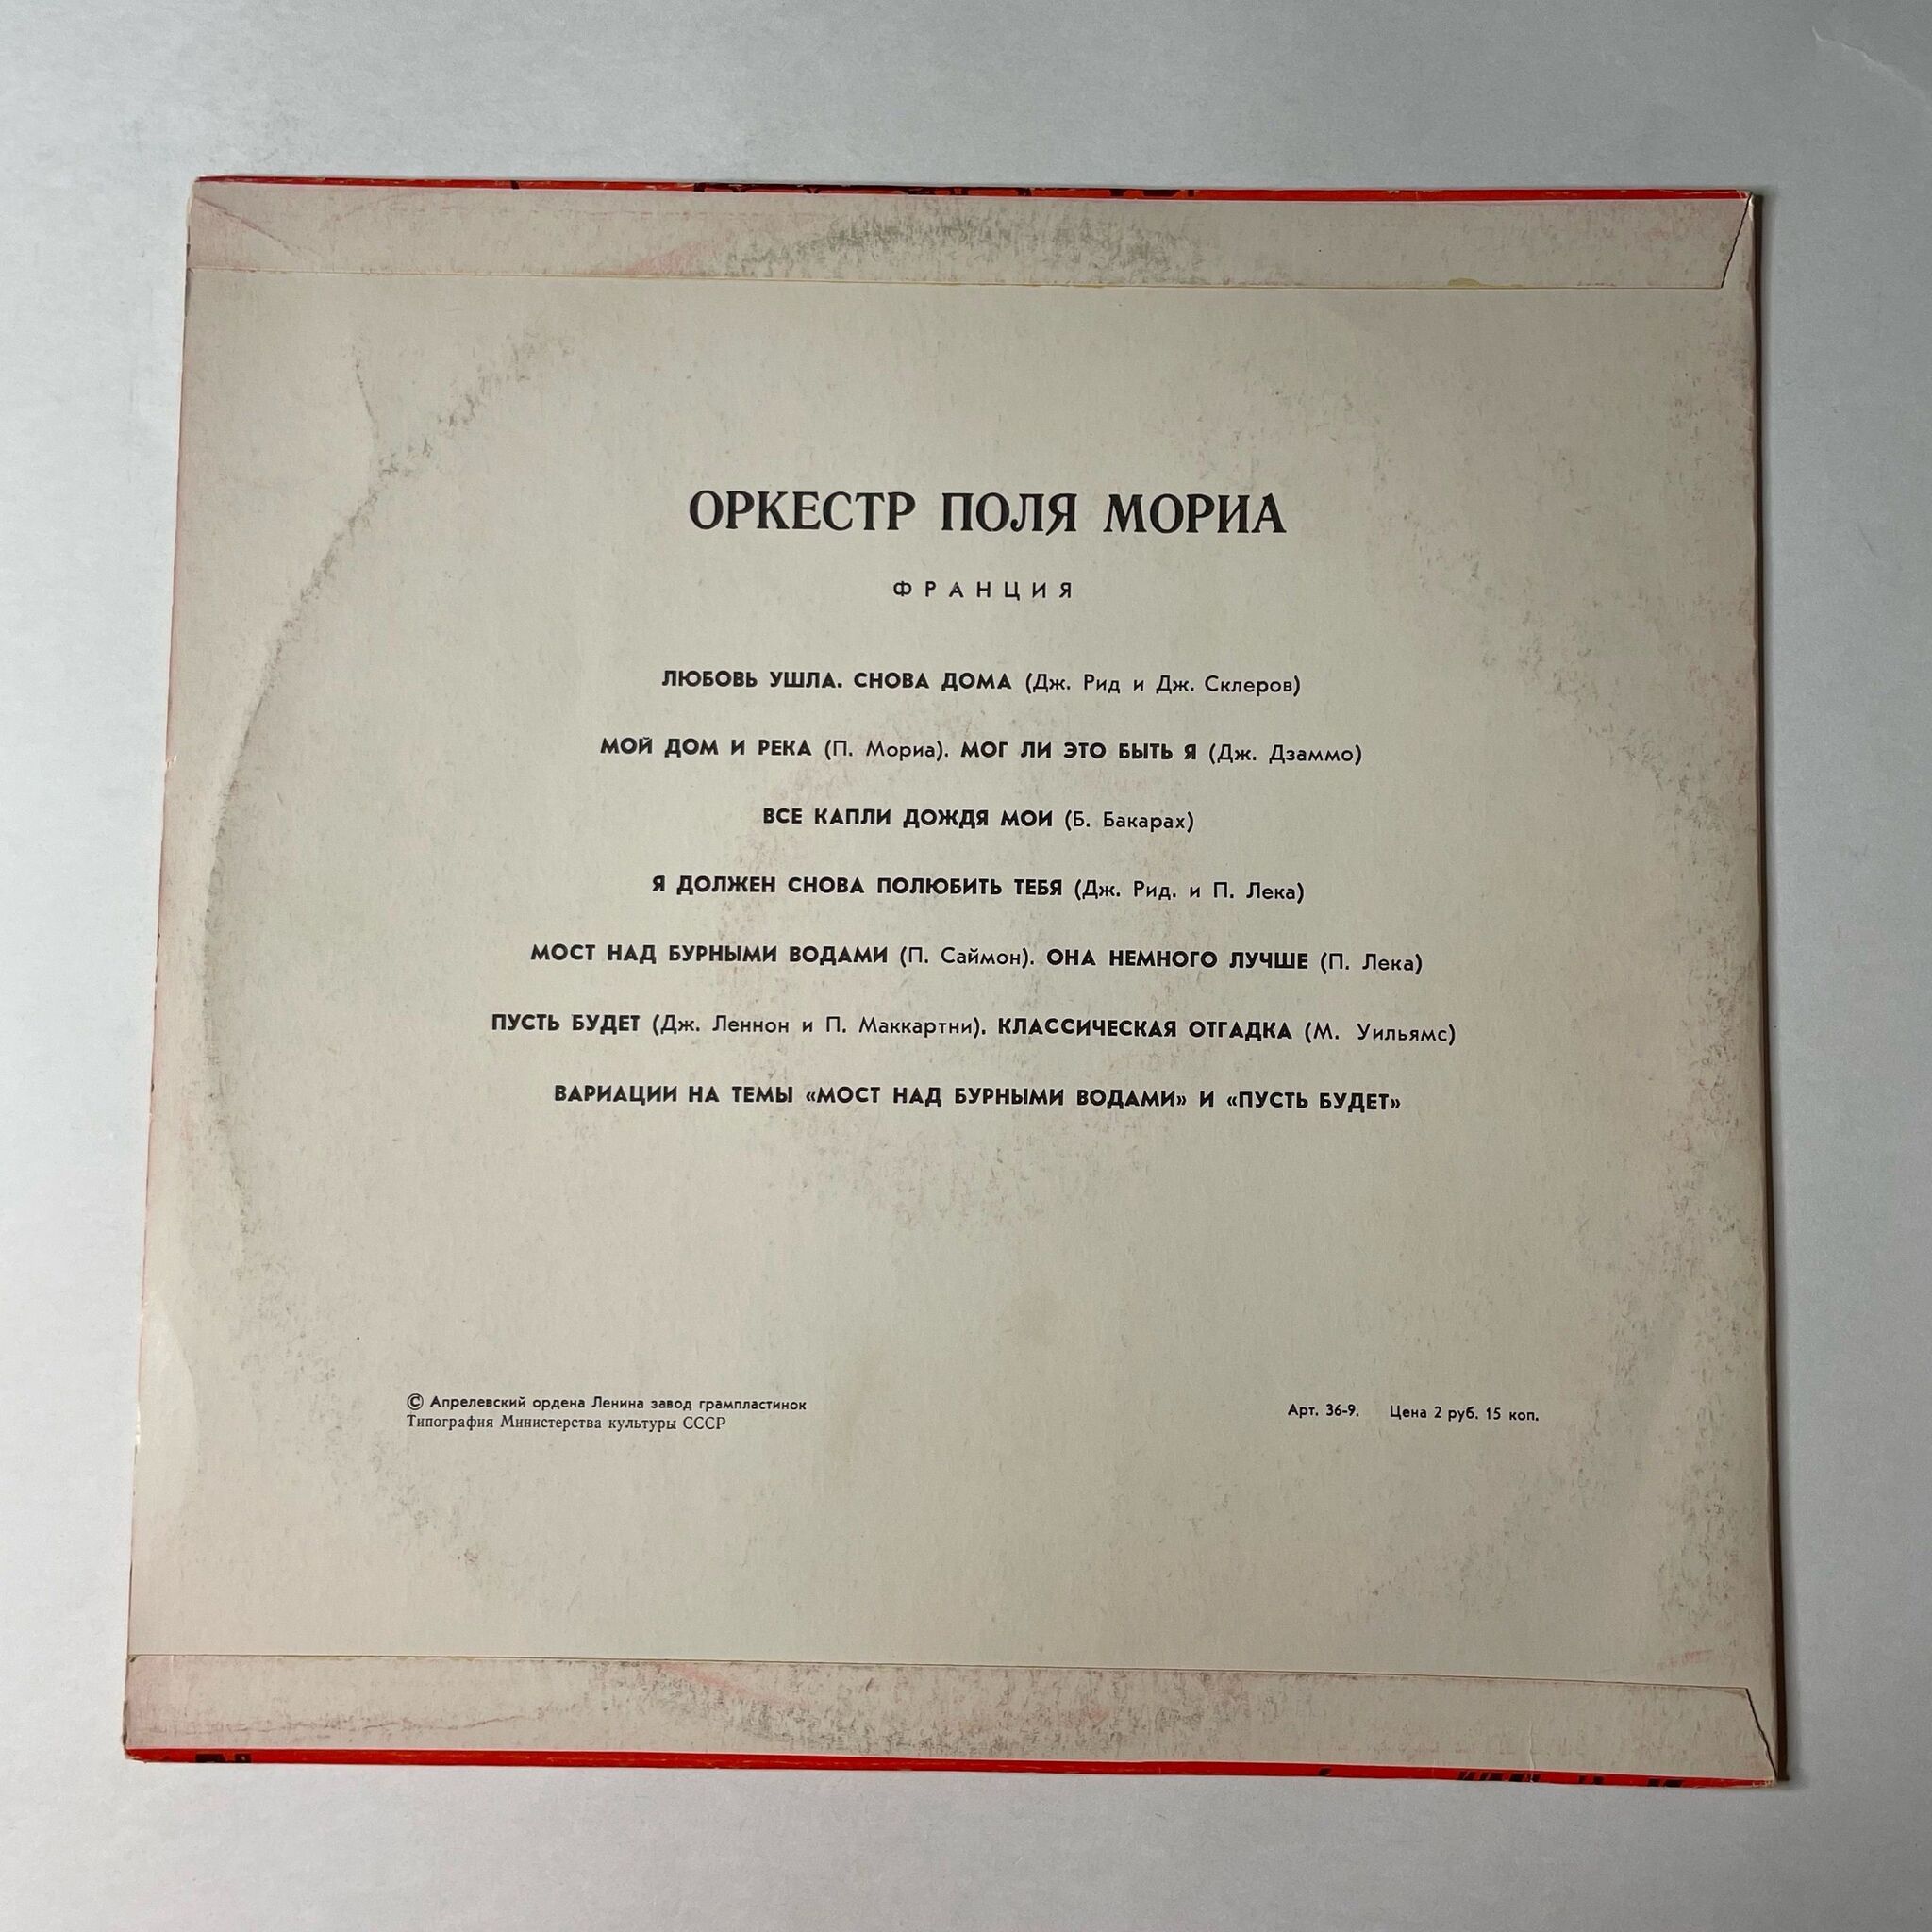 ОРКЕСТР ПОЛЯ МОРИА
ФРАНЦИЯ
ЛЮБОВЬ УШЛА. СНОВА ДОМА (Дж. Рид и Дж. Склеров)
МОЙ ДОМ И РЕКА (П. Мориа). МОГ ЛИ ЭТО БЫТЬ Я (Дж. Дзаммо)
ВСЕ КАПЛИ ДОЖДЯ МОИ (Б. Бакарах)
Я ДОЛЖЕН СНОВА ПОЛЮБИТЬ ТЕБЯ (Дж. Рид. и П. Лека)
МОСТ НАД БУРНЫМИ ВОДАМИ (П. Саймон). ОНА НЕМНОГО ЛУЧШЕ (П. Лека)
ПУСТЬ БУДЕТ (Дж. Леннон и П. Маккартни). КЛАССИЧЕСКАЯ ОТГАДКА (М. Уильямс)
ВАРИАЦИИ НА ТЕМЫ «МОСТ НАД БУРНЫМИ ВОДАМИ» И «ПУСТЬ БУДЕТ»
© Апрелевский ордена Ленина завод грампластинок
Типография Министерства культуры СССР
Арт. 36-9. Цена 2 руб. 15 коп.